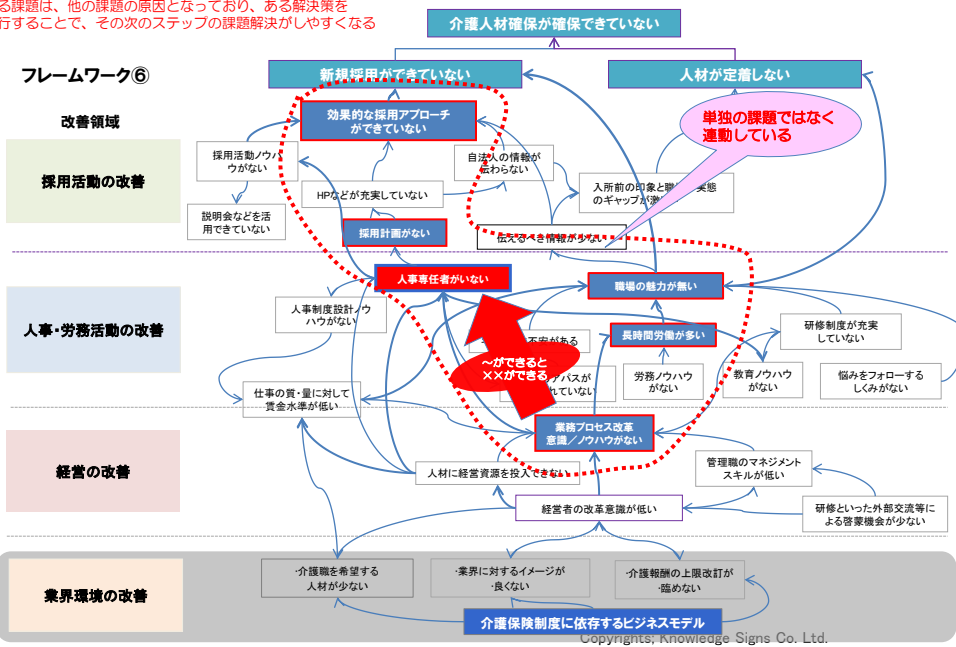 る課題は、他の課題の原因となっており、ある解決策を
行することで、その次のステップの課題解決がしやすくなる
介護人材確保が確保できていない
フレームワーク⑥
新規採用ができていない
人材が定着しない
改善領域
効果的な採用アプローチ
ができていない
単独の課題ではなく
連動している
採用活動の改善
採用活動ノウハ
ウがない
自法人の情報が
伝わらない
HPなどが充実していない
入所前の印象と職
実態
のギャップが激
説明会などを活
用できていない
採用計画がない
伝えるべき情報が少ない
人事・労務活動の改善
人事専任者がいない
職場の魅力が無い
人事制度設計ノウ
ハウがない
不安がある
長時間労働が多い
研修制度が充実
していない
～ができると
××ができる
アパスが
れていない
労務ノウハウ
がない
教育ノウハウ
がない
悩みをフォローする
しくみがない
仕事の質・量に対して
賃金水準が低い
業務プロセス改革
意識／ノウハウがない
経営の改善
人材に経営資源を投入できない
管理職のマネジメント
スキルが低い
経営者の改革意識が低い
研修といった外部交流等に
よる啓蒙機会が少ない
業界環境の改善
・介護職を希望する
人材が少ない
・業界に対するイメージが
・良くない
・介護報酬の上限改訂が
・臨めない
介護保険制度に依存するビジネスモデル
Copyrights; Knowledge Signs Co. Ltd.